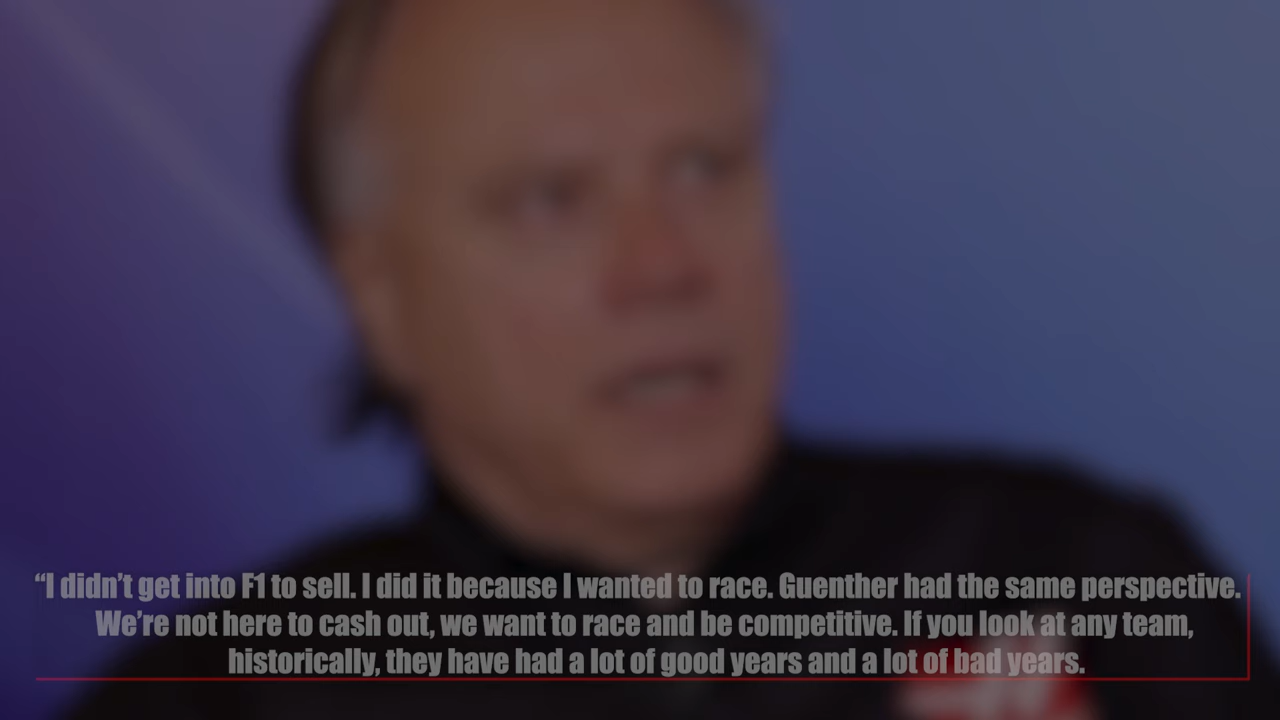 “I didn’t get into F1 to sell. I did it because I wanted to race. Guenther had the same perspective.
We’re not here to cash out, we want to race and be competitive. If you look at any team,
historically, they have had a lot of good years and a lot of bad years.